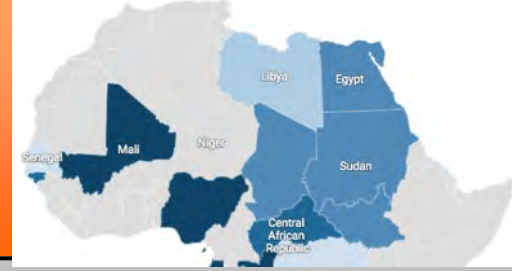 Libya
Egypt
Senegal
Mali
Niger
Sudan
Central
African
Republic